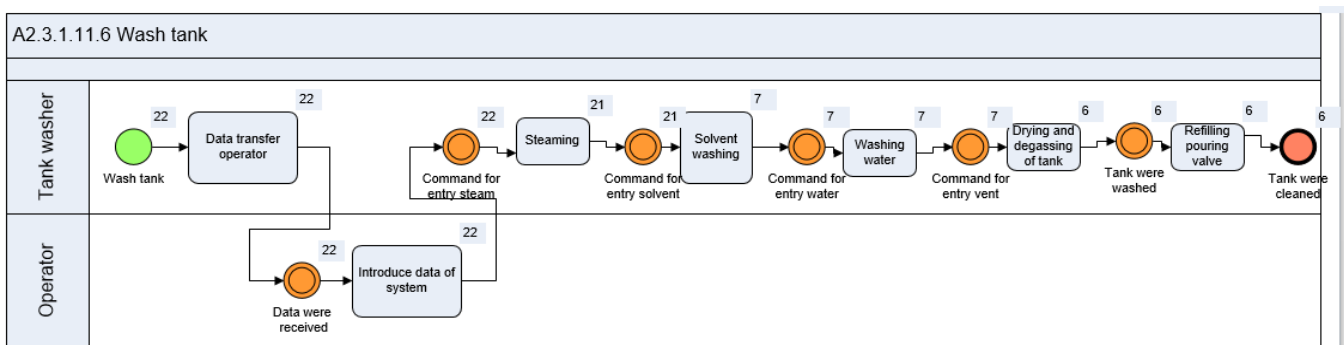 A2.3.1.11.6 Wash tank
6
Tank washer
22
22
22
21
21
7
7
7
7
6
6
6
Data transfer
operator
Steaming
Solvent
washing
Washing
water
Drying and
degassing
of tank
Refilling
pouring
valve
Wash tank
Command for
entry steam
Command for
entry solvent
Command for
entry water
Command for
entry vent
Tank were
washed
Tank were
cleaned
Operator
22
22
Data were
received
Introduce data of
system